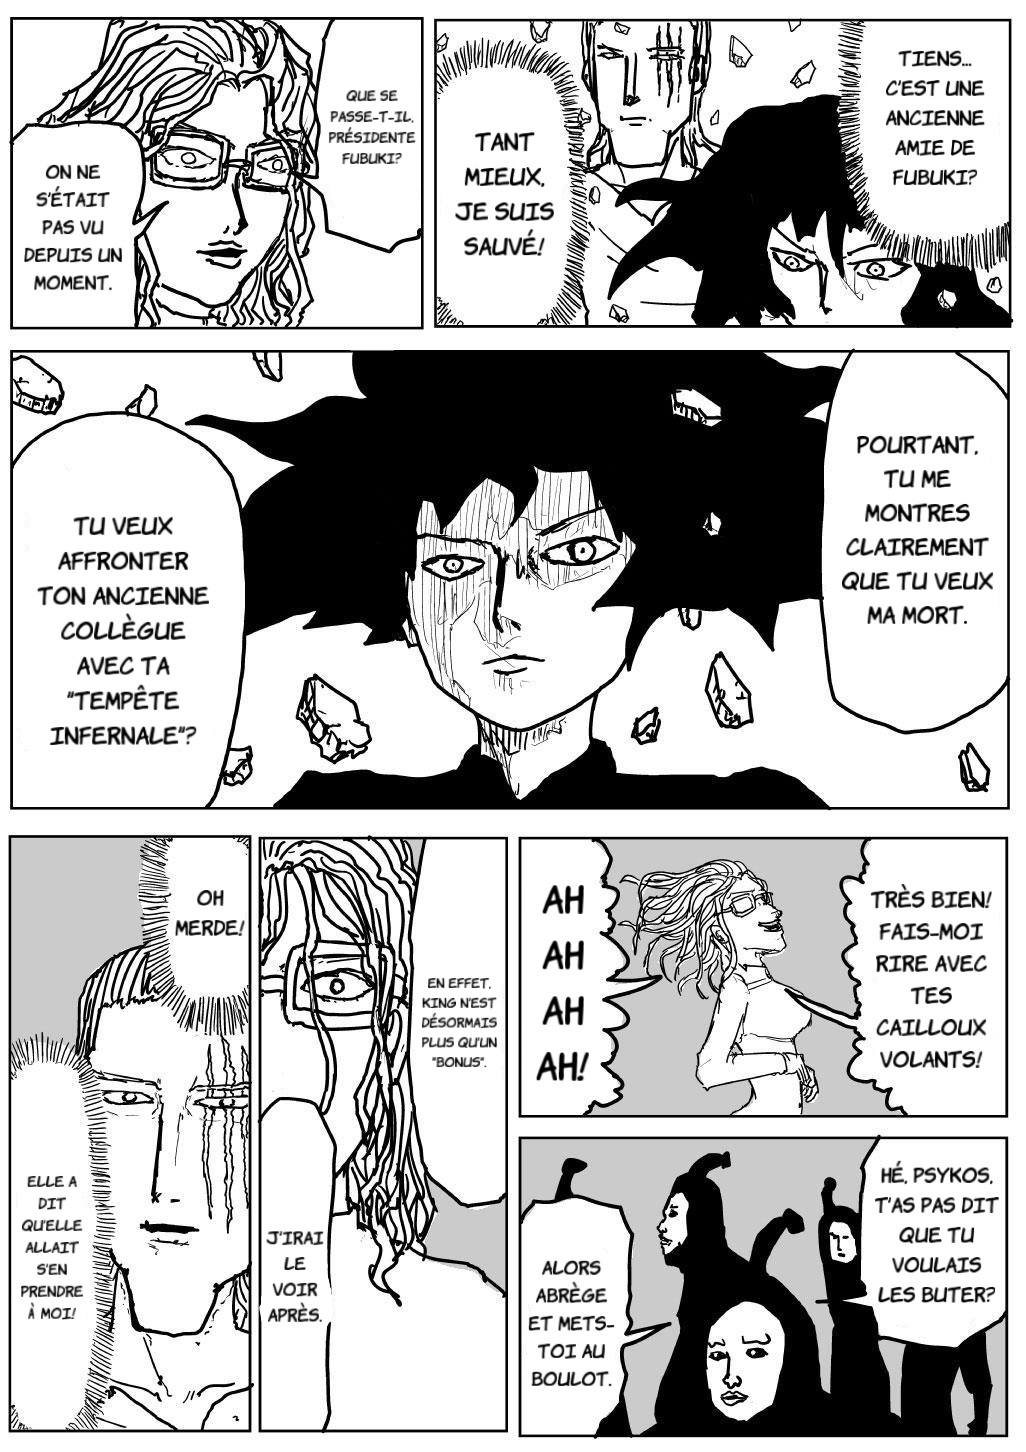 TIENS...
C'EST UNE
ANCIENNE
AMIE DE
FUBUKI?
TANT
MIEUX,
JE SUIS
SAUVÉ!
QUE SE
PASSE-T-IL,
PRÉSIDENTE
FUBUKI?
ON NE
S'ÉTAIT
PAS VU
DEPUIS UN
MOMENT.
POURTANT,
TU ME
MONTRES
CLAIREMENT
QUE TU VEUX
MA MORT.
TU VEUX
AFFRONTER
TON ANCIENNE
COLLÈGUE
AVEC TA
"TEMPÊTE
INFERNALE"?
TRÈS BIEN!
FAIS-MOI
RIRE AVEC
TES
CAILLOUX
VOLANTS!
AH
AH
AH
AH!
HÉ, PSYKOS,
T'AS PAS DIT
QUE TU
VOULAIS
LES BUTER?
ALORS
ABRÈGE
ET METS-
TOI AU
BOULOT.
EN EFFET,
KING N'EST
DÉSORMAIS
PLUS QU'UN
"BONUS".
J'IRAI
LE
VOIR
APRÈS.
OH
MERDE!
ELLE A
DIT
QU'ELLE
ALLAIT
S'EN
PRENDRE
À MOI!